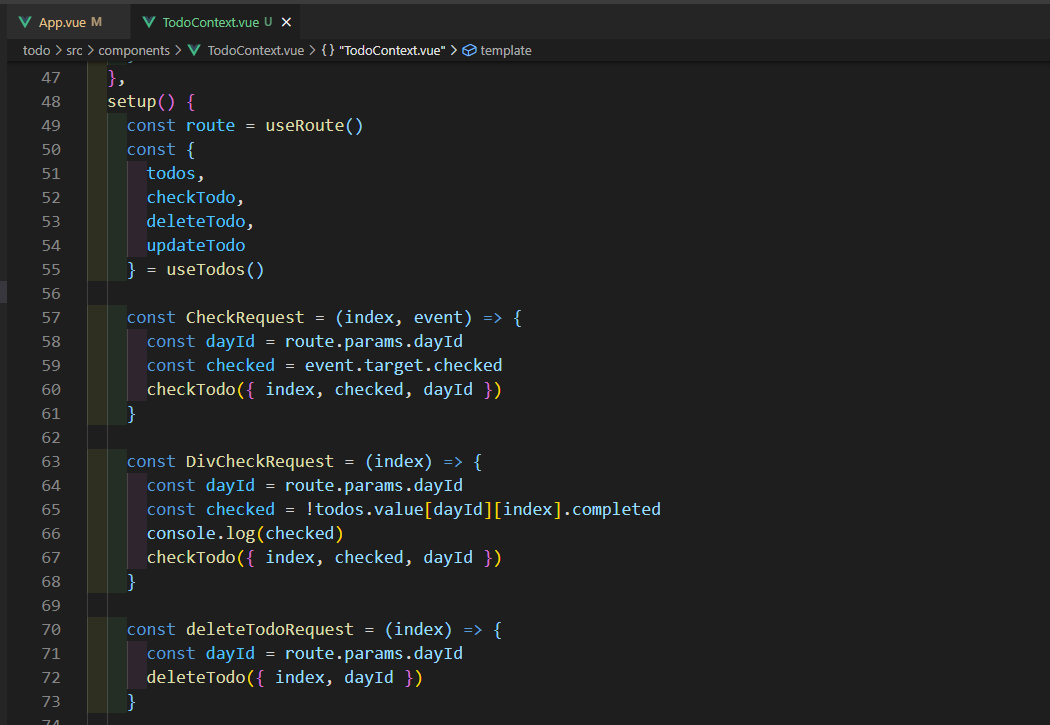 App.vue M TodoContext.vue U
todo > src > components > TodoContext.vue > {} "TodoContext.vue" > template
47 },
48 setup() {
49 const route = useRoute()
50 const {
51 todos,
52 checkTodo,
53 deleteTodo,
54 updateTodo
55 } = useTodos()
56
57 const CheckRequest = (index, event) => {
58 const dayId = route.params.dayId
59 const checked = event.target.checked
60 checkTodo({ index, checked, dayId })
61 }
62
63 const DivCheckRequest = (index) => {
64 const dayId = route.params.dayId
65 const checked = !todos.value[dayId][index].completed
66 console.log(checked)
67 checkTodo({ index, checked, dayId })
68 }
69
70 const deleteTodoRequest = (index) => {
71 const dayId = route.params.dayId
72 deleteTodo({ index, dayId })
73 }
74